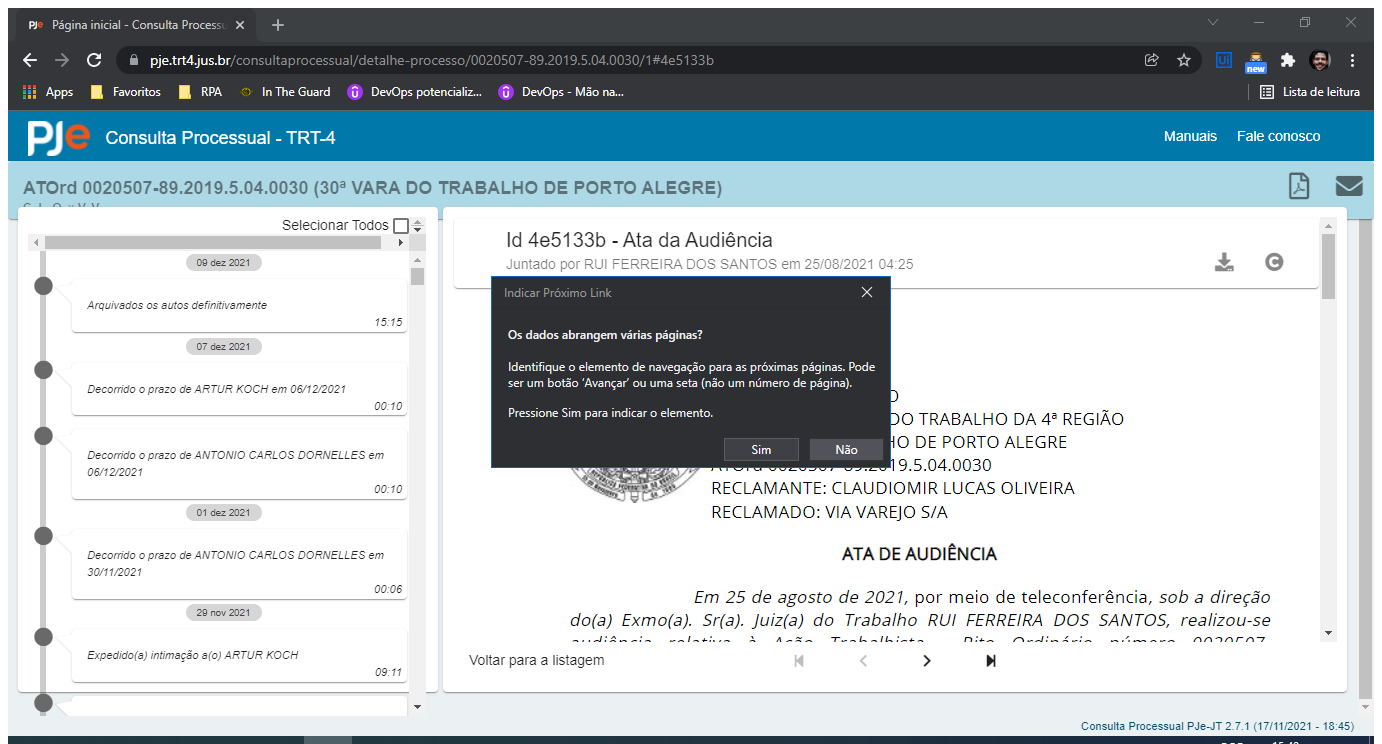 PJe Página inicial - Consulta Process
pje.trt4.jus.br/consultaprocessual/detalhe-processo/0020507-89.2019.5.04.0030/1#4e5133b
Ui
new
Apps Favoritos RPA In The Guard DevOps potencializ... DevOps - Mão na... Lista de leitura
PJe Consulta Processual - TRT-4 Manuais Fale conosco
ATOrd 0020507-89.2019.5.04.0030 (30ª VARA DO TRABALHO DE PORTO ALEGRE)
Selecionar Todos
09 dez 2021
Arquivados os autos definitivamente
15:15
07 dez 2021
Decorrido o prazo de ARTUR KOCH em 06/12/2021
00:10
Decorrido o prazo de ANTONIO CARLOS DORNELLES em
06/12/2021
00:10
01 dez 2021
Decorrido o prazo de ANTONIO CARLOS DORNELLES em
30/11/2021
00:06
29 nov 2021
Expedido(a) intimação a(o) ARTUR KOCH
09:11
Id 4e5133b - Ata da Audiência
Juntado por RUI FERREIRA DOS SANTOS em 25/08/2021 04:25
Indicar Próximo Link
Os dados abrangem várias páginas?
Identifique o elemento de navegação para as próximas páginas. Pode
ser um botão 'Avançar' ou uma seta (não um número de página).
Pressione Sim para indicar o elemento.
Sim Não
DO TRABALHO DA 4ª REGIÃO
DE PORTO ALEGRE
ATOrd 0020507-89.2019.5.04.0030
RECLAMANTE: CLAUDIOMIR LUCAS OLIVEIRA
RECLAMADO: VIA VAREJO S/A
ATA DE AUDIÊNCIA
Em 25 de agosto de 2021, por meio de teleconferência, sob a direção
do(a) Exmo(a). Sr(a). Juiz(a) do Trabalho RUI FERREIRA DOS SANTOS, realizou-se
audiência relativa à Ação Trabalhista - Rito Ordinário número 0020507-
Voltar para a listagem
Consulta Processual PJe-JT 2.7.1 (17/11/2021 - 18:45)